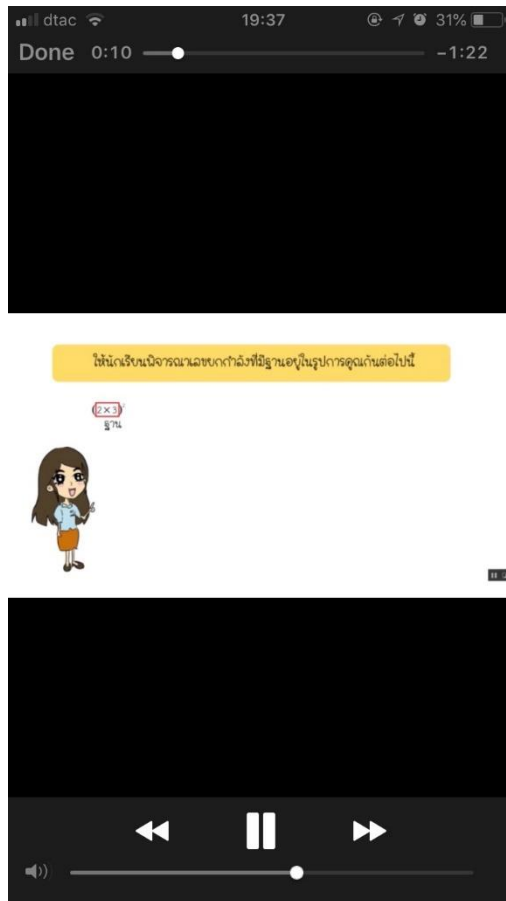 dtac 19:37 31%
Done 0:10 -1:22
ให้นักเรียนพิจารณาเลขยกกำลังที่มีฐานอยู่ในรูปการคูณกันต่อไปนี้
(2×3)
ฐาน